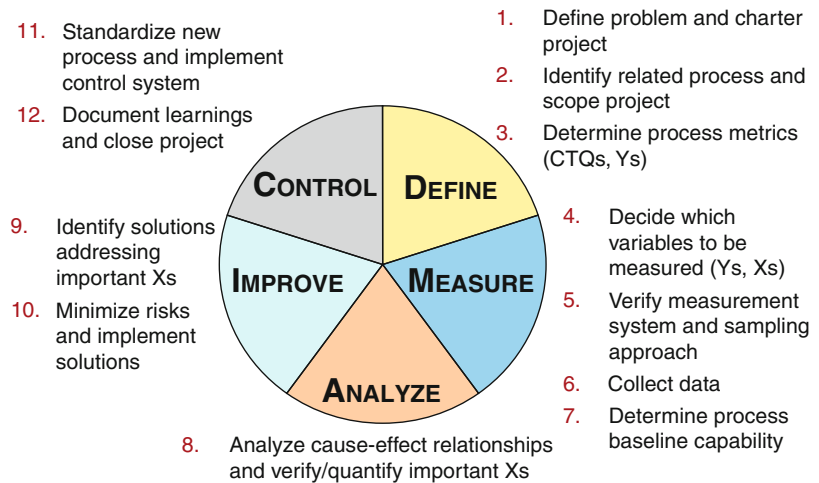 1. Define problem and charter
project
2. Identify related process and
scope project
3. Determine process metrics
(CTQs, Ys)
DEFINE
4. Decide which
variables to be
measured (Ys, Xs)
5. Verify measurement
system and sampling
approach
6. Collect data
7. Determine process
baseline capability
MEASURE
ANALYZE
8. Analyze cause-effect relationships
and verify/quantify important Xs
IMPROVE
9. Identify solutions
addressing
important Xs
10. Minimize risks
and implement
solutions
CONTROL
11. Standardize new
process and implement
control system
12. Document learnings
and close project